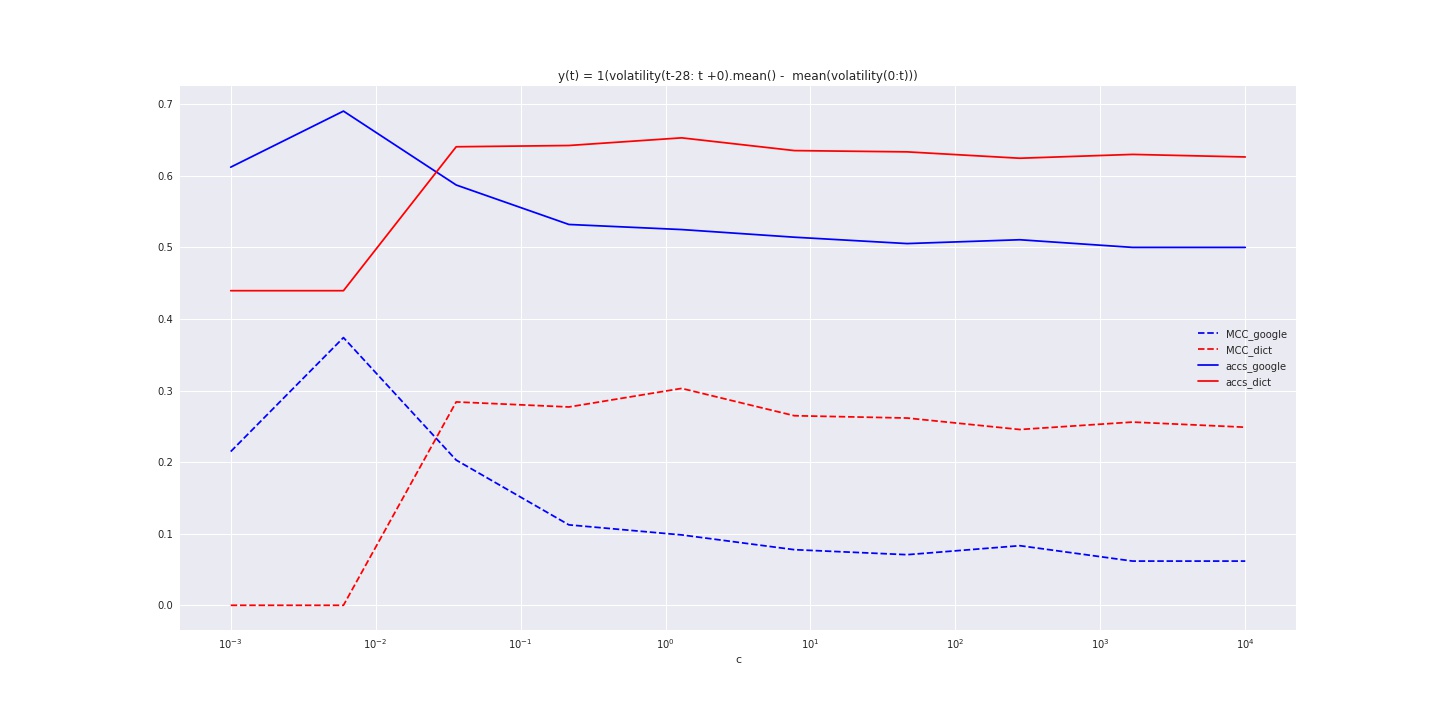 y(t) = 1(volatility(t-28: t +0).mean() -  mean(volatility(0:t)))
0.7
0.6
0.5
0.4
0.3
0.2
0.1
0.0
MCC_google
MCC_dict
accs_google
accs_dict
10⁻³ 10⁻² 10⁻¹ 10⁰ 10¹ 10² 10³ 10⁴
c